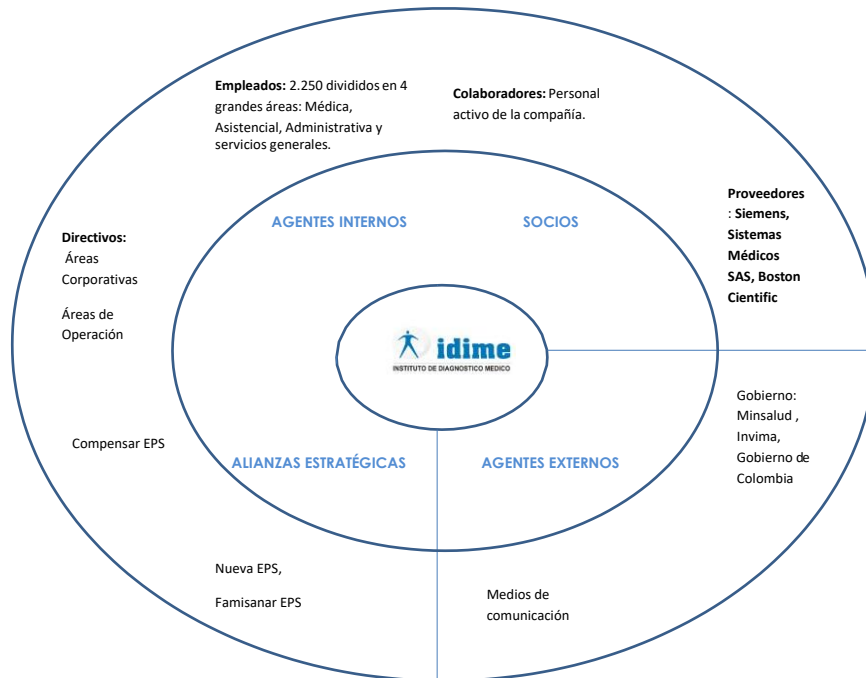 Empleados: 2.250 divididos en 4
grandes áreas: Médica,
Asistencial, Administrativa y
servicios generales.
Colaboradores: Personal
activo de la compañía.
Proveedores
: Siemens,
Sistemas
Médicos
SAS, Boston
Cientific
AGENTES INTERNOS
SOCIOS
Directivos:
Áreas
Corporativas
Áreas de
Operación
idime
INSTITUTO DE DIAGNOSTICO MEDICO
Gobierno:
Minsalud ,
Invima,
Gobierno de
Colombia
Compensar EPS
ALIANZAS ESTRATÉGICAS
AGENTES EXTERNOS
Nueva EPS,
Famisanar EPS
Medios de
comunicación